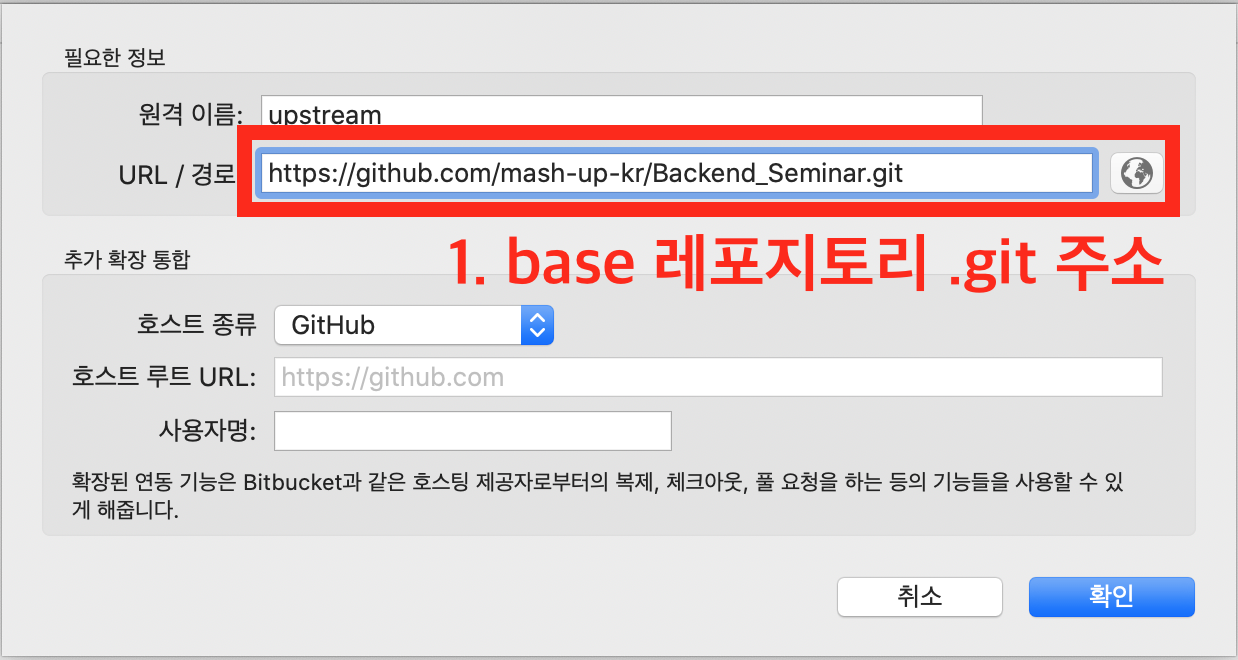 필요한 정보
원격 이름: upstream
URL / 경로 https://github.com/mash-up-kr/Backend_Seminar.git
1. base 레포지토리 .git 주소
추가 확장 통합
호스트 종류 GitHub
호스트 루트 URL: https://github.com
사용자명:
확장된 연동 기능은 Bitbucket과 같은 호스팅 제공자로부터의 복제, 체크아웃, 풀 요청을 하는 등의 기능들을 사용할 수 있
게 해줍니다.
취소 확인